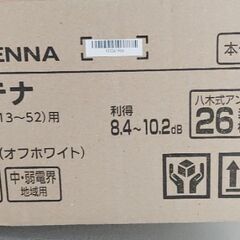 ENNA
本
テナ
13～52)用
利得
8.4～10.2dB
八木式アン
26
(オフホワイト)
中・弱電界
地域用